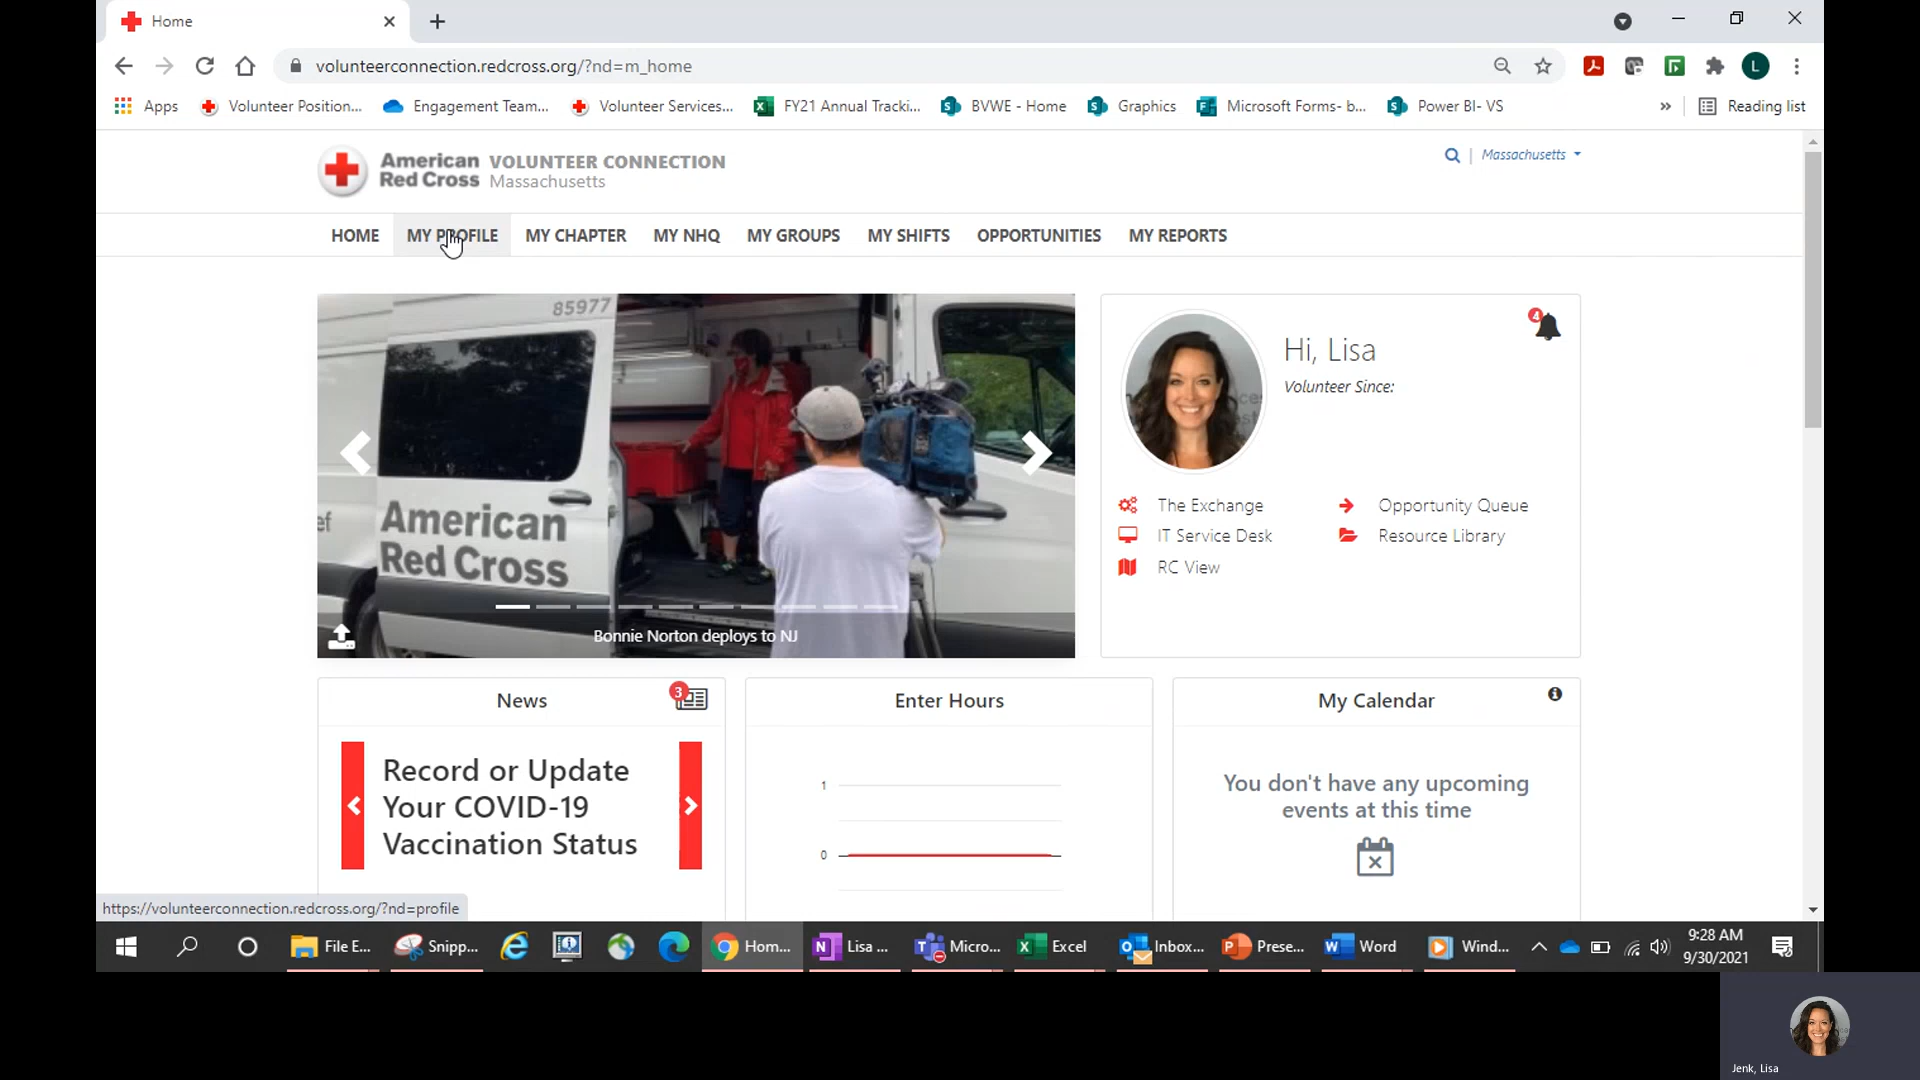 Home
volunteerconnection.redcross.org/?nd=m_home
L
Apps
Volunteer Position...
Engagement Team...
Volunteer Services...
FY21 Annual Tracki...
BVWE - Home
Graphics
Microsoft Forms- b...
Power BI- VS
»
Reading list
American Red Cross
VOLUNTEER CONNECTION
Massachusetts
Massachusetts
HOME
MY PROFILE
MY CHAPTER
MY NHQ
MY GROUPS
MY SHIFTS
OPPORTUNITIES
MY REPORTS
85977
ef
American
Red Cross
Bonnie Norton deploys to NJ
4
Hi, Lisa
Volunteer Since:
The Exchange
Opportunity Queue
IT Service Desk
Resource Library
RC View
News
3
Record or Update
Your COVID-19
Vaccination Status
Enter Hours
1
0
My Calendar
You don't have any upcoming
events at this time
https://volunteerconnection.redcross.org/?nd=profile
File E...
Snipp...
Hom...
Lisa ...
Micro...
Excel
Inbox...
Prese...
Word
Wind...
9:28 AM
9/30/2021
Jenk, Lisa